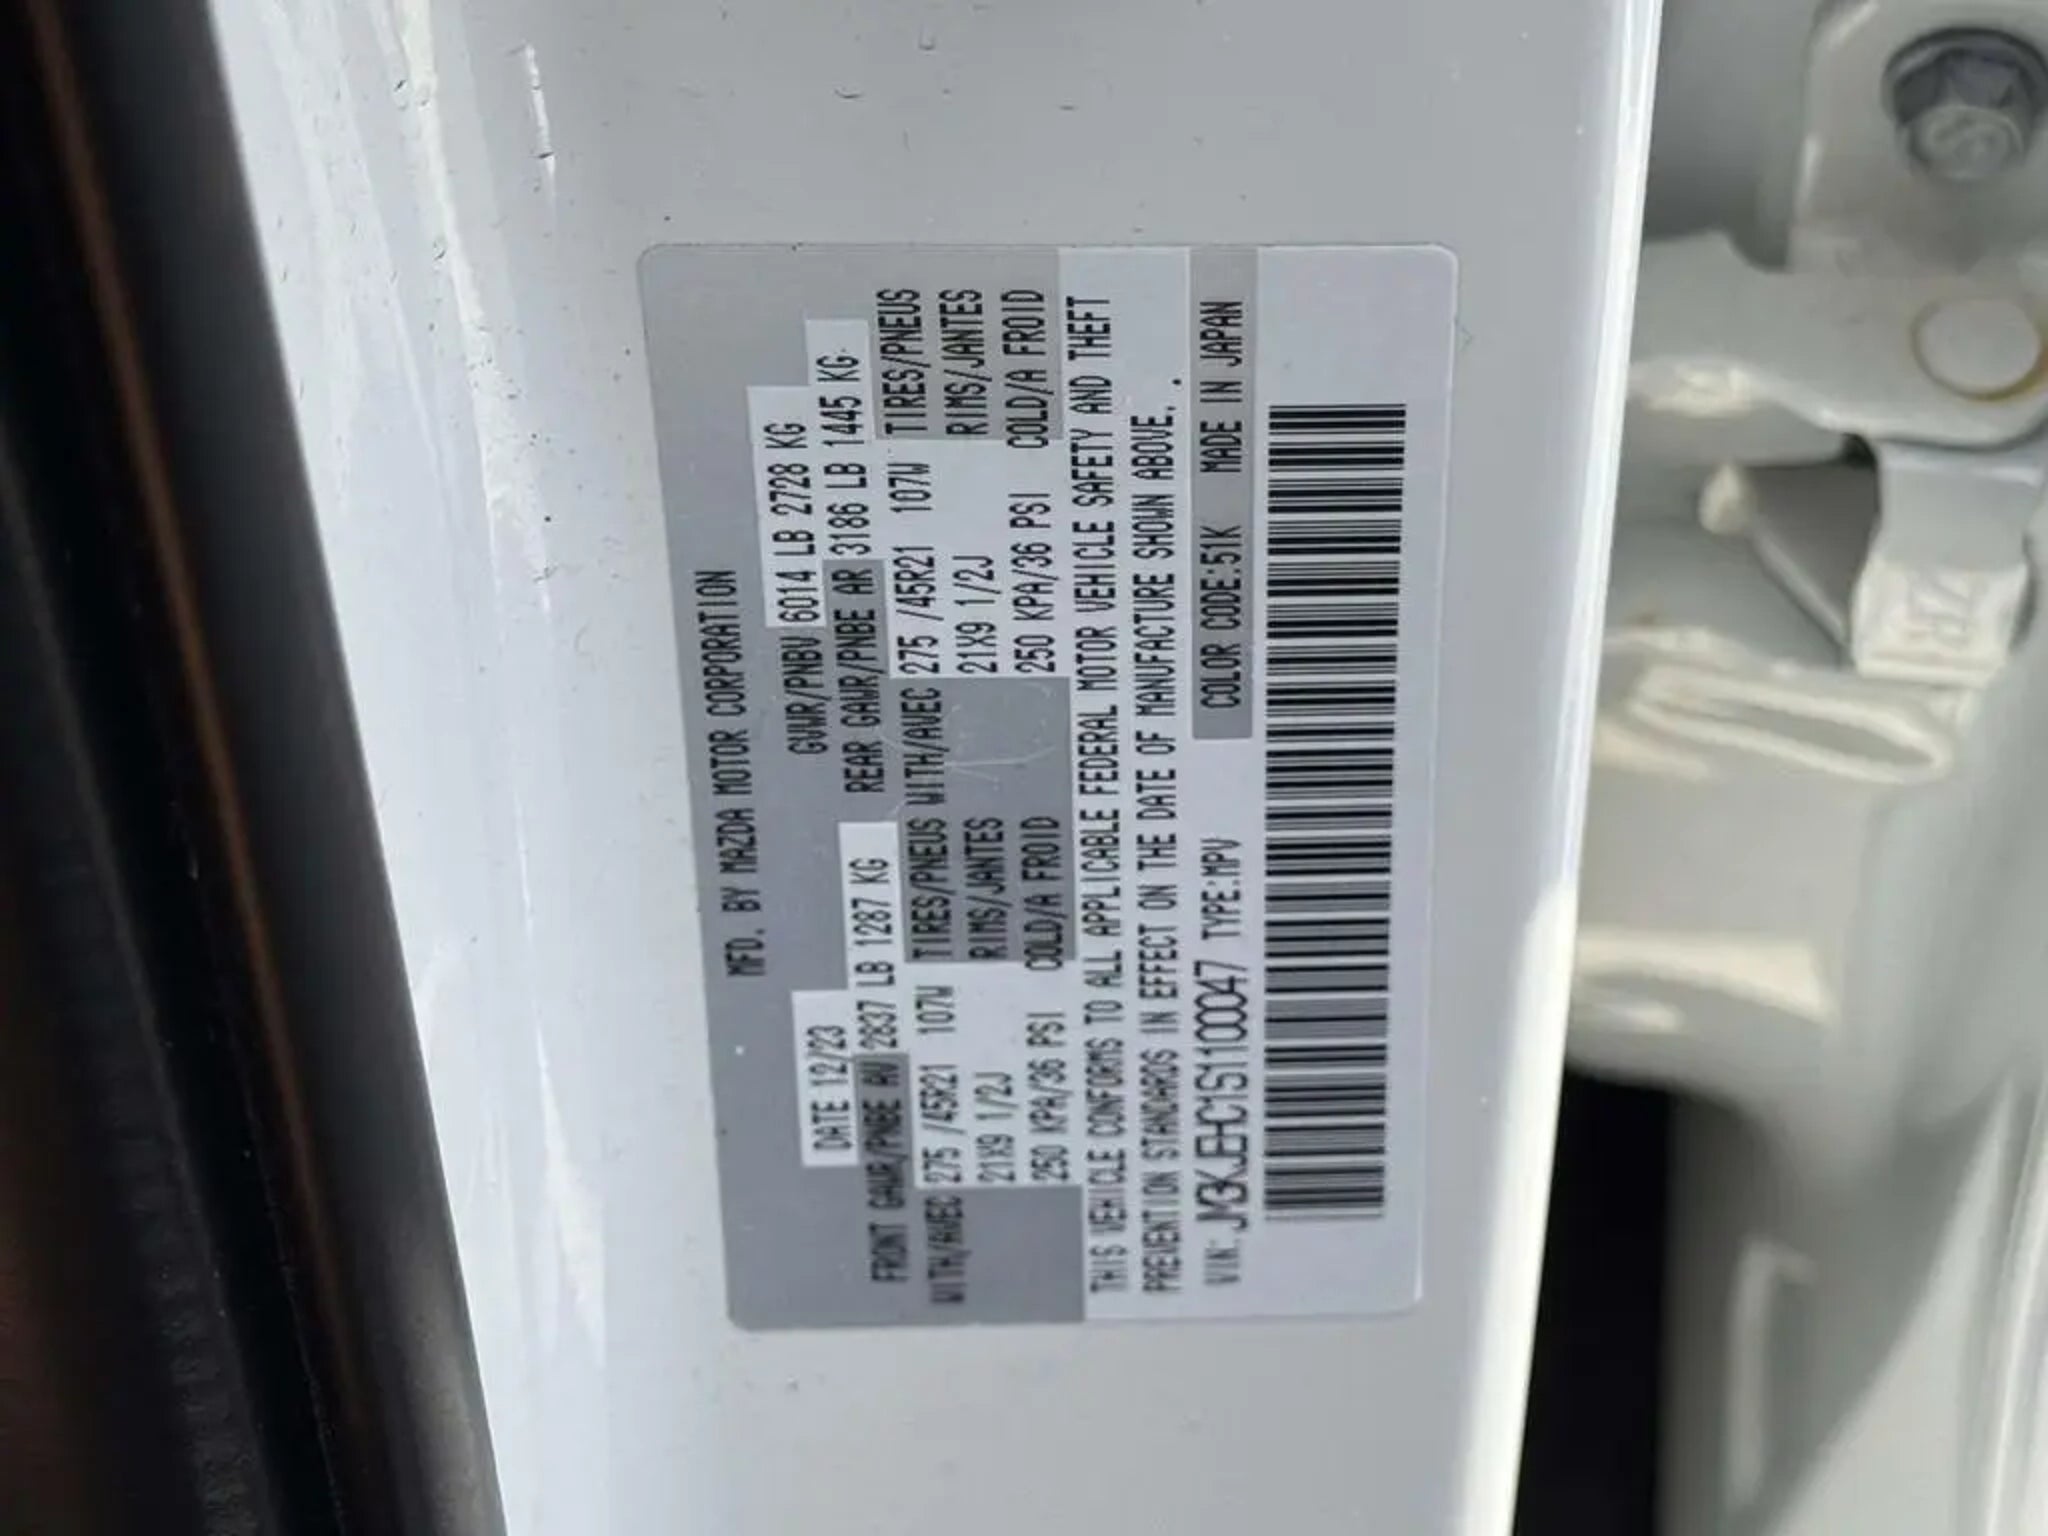 MFD. BY MAZDA MOTOR CORPORATION
DATE 12/23 GVWR/PNBV 6014 LB 2728 KG
FRONT GAWR/PNBE AV 2837 LB 1287 KG REAR GAWR/PNBE AR 3186 LB 1445 KG
WITH/AVEC 275 /45R21 107W TIRES/PNEUS WITH/AVEC 275 /45R21 107W TIRES/PNEUS
21X9 1/2J RIMS/JANTES 21X9 1/2J RIMS/JANTES
250 KPA/36 PSI COLD/A FROID 250 KPA/36 PSI COLD/A FROID
THIS VEHICLE CONFORMS TO ALL APPLICABLE FEDERAL MOTOR VEHICLE SAFETY AND THEFT
PREVENTION STANDARDS IN EFFECT ON THE DATE OF MANUFACTURE SHOWN ABOVE.
VIN: JM3KJEHC1S1100047 TYPE:MPV COLOR CODE:51K MADE IN JAPAN